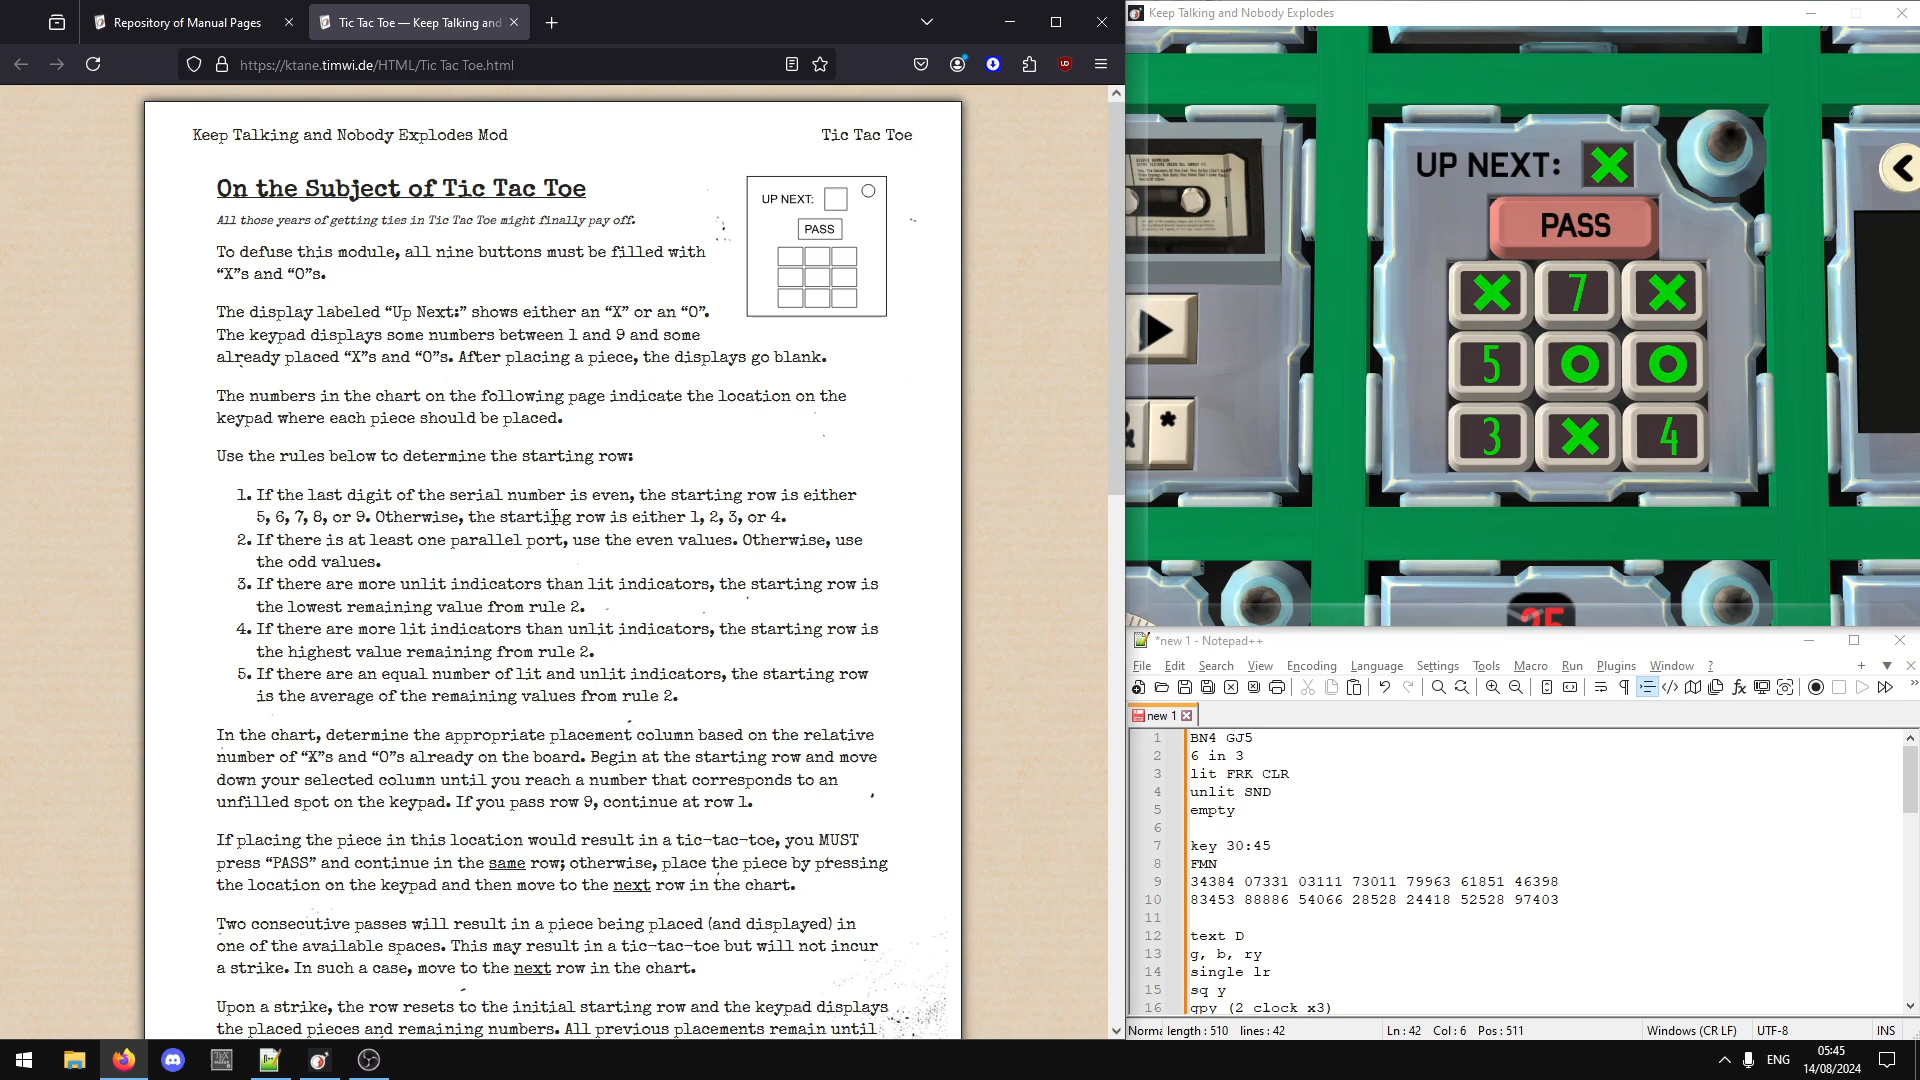 Repository of Manual Pages
Tic Tac Toe — Keep Talking and
https://ktane.timwi.de/HTML/Tic Tac Toe.html
Keep Talking and Nobody Explodes Mod
Tic Tac Toe
On the Subject of Tic Tac Toe
All those years of getting ties in Tic Tac Toe might finally pay off.
To defuse this module, all nine buttons must be filled with
“X”s and “O”s.
UP NEXT:
PASS
The display labeled “Up Next:” shows either an “X” or an “O”.
The keypad displays some numbers between 1 and 9 and some
already placed “X”s and “O”s. After placing a piece, the displays go blank.
The numbers in the chart on the following page indicate the location on the
keypad where each piece should be placed.
Use the rules below to determine the starting row:
1. If the last digit of the serial number is even, the starting row is either
5, 6, 7, 8, or 9. Otherwise, the starting row is either 1, 2, 3, or 4.
2. If there is at least one parallel port, use the even values. Otherwise, use
the odd values.
3. If there are more unlit indicators than lit indicators, the starting row is
the lowest remaining value from rule 2.
4. If there are more lit indicators than unlit indicators, the starting row is
the highest value remaining from rule 2.
5. If there are an equal number of lit and unlit indicators, the starting row
is the average of the remaining values from rule 2.
In the chart, determine the appropriate placement column based on the relative
number of “X”s and “O”s already on the board. Begin at the starting row and move
down your selected column until you reach a number that corresponds to an
unfilled spot on the keypad. If you pass row 9, continue at row 1.
If placing the piece in this location would result in a tic-tac-toe, you MUST
press “PASS” and continue in the same row; otherwise, place the piece by pressing
the location on the keypad and then move to the next row in the chart.
Two consecutive passes will result in a piece being placed (and displayed) in
one of the available spaces. This may result in a tic-tac-toe but will not incur
a strike. In such a case, move to the next row in the chart.
Upon a strike, the row resets to the initial starting row and the keypad displays
the placed pieces and remaining numbers. All previous placements remain until
Keep Talking and Nobody Explodes
UP NEXT: X
PASS
X 7 X
5 O O
3 X 4
*new 1 - Notepad++
File Edit Search View Encoding Language Settings Tools Macro Run Plugins Window ?
new 1
1 BN4 GJ5
2 6 in 3
3 lit FRK CLR
4 unlit SND
5 empty
6
7 key 30:45
8 FMN
9 34384 07331 03111 73011 79963 61851 46398
10 83453 88886 54066 28528 24418 52528 97403
11
12 text D
13 g, b, ry
14 single lr
15 sq y
16 gpy (2 clock x3)
Norma length : 510 lines : 42 Ln : 42 Col : 6 Pos : 511 Windows (CR LF) UTF-8 INS
ENG
05:45
14/08/2024